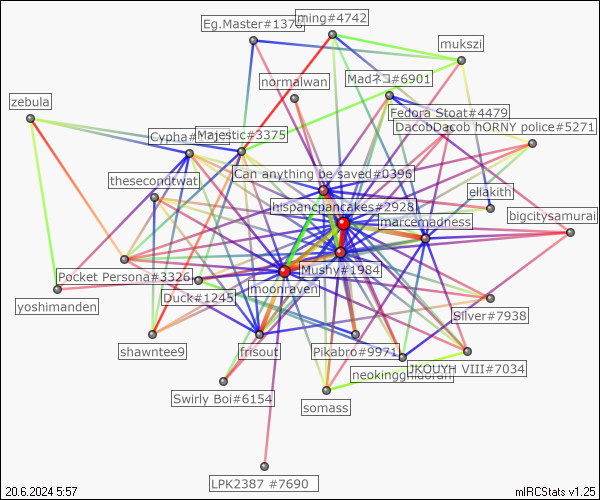 ming#4742
Eg.Master#1376
mukszi
Madネコ#6901
normalwan
zebula
Fedora Stoat#4479
DacobDacob hORNY police#5271
Majestic#3375
Can anything be saved#0396
thesecondtwat
eliakith
hispancpancakes#2928
bigcitysamurai
marcemadness
Mushy#1984
Pocket Persona#3326
moonraven
Duck#1245
yoshimanden
Silver#7938
shawntee9
frisout
Pikabro#9971
JKOUYH VIII#7034
Swirly Boi#6154
somass
LPK2387 #7690
20.6.2024 5:57
mIRCStats v1.25